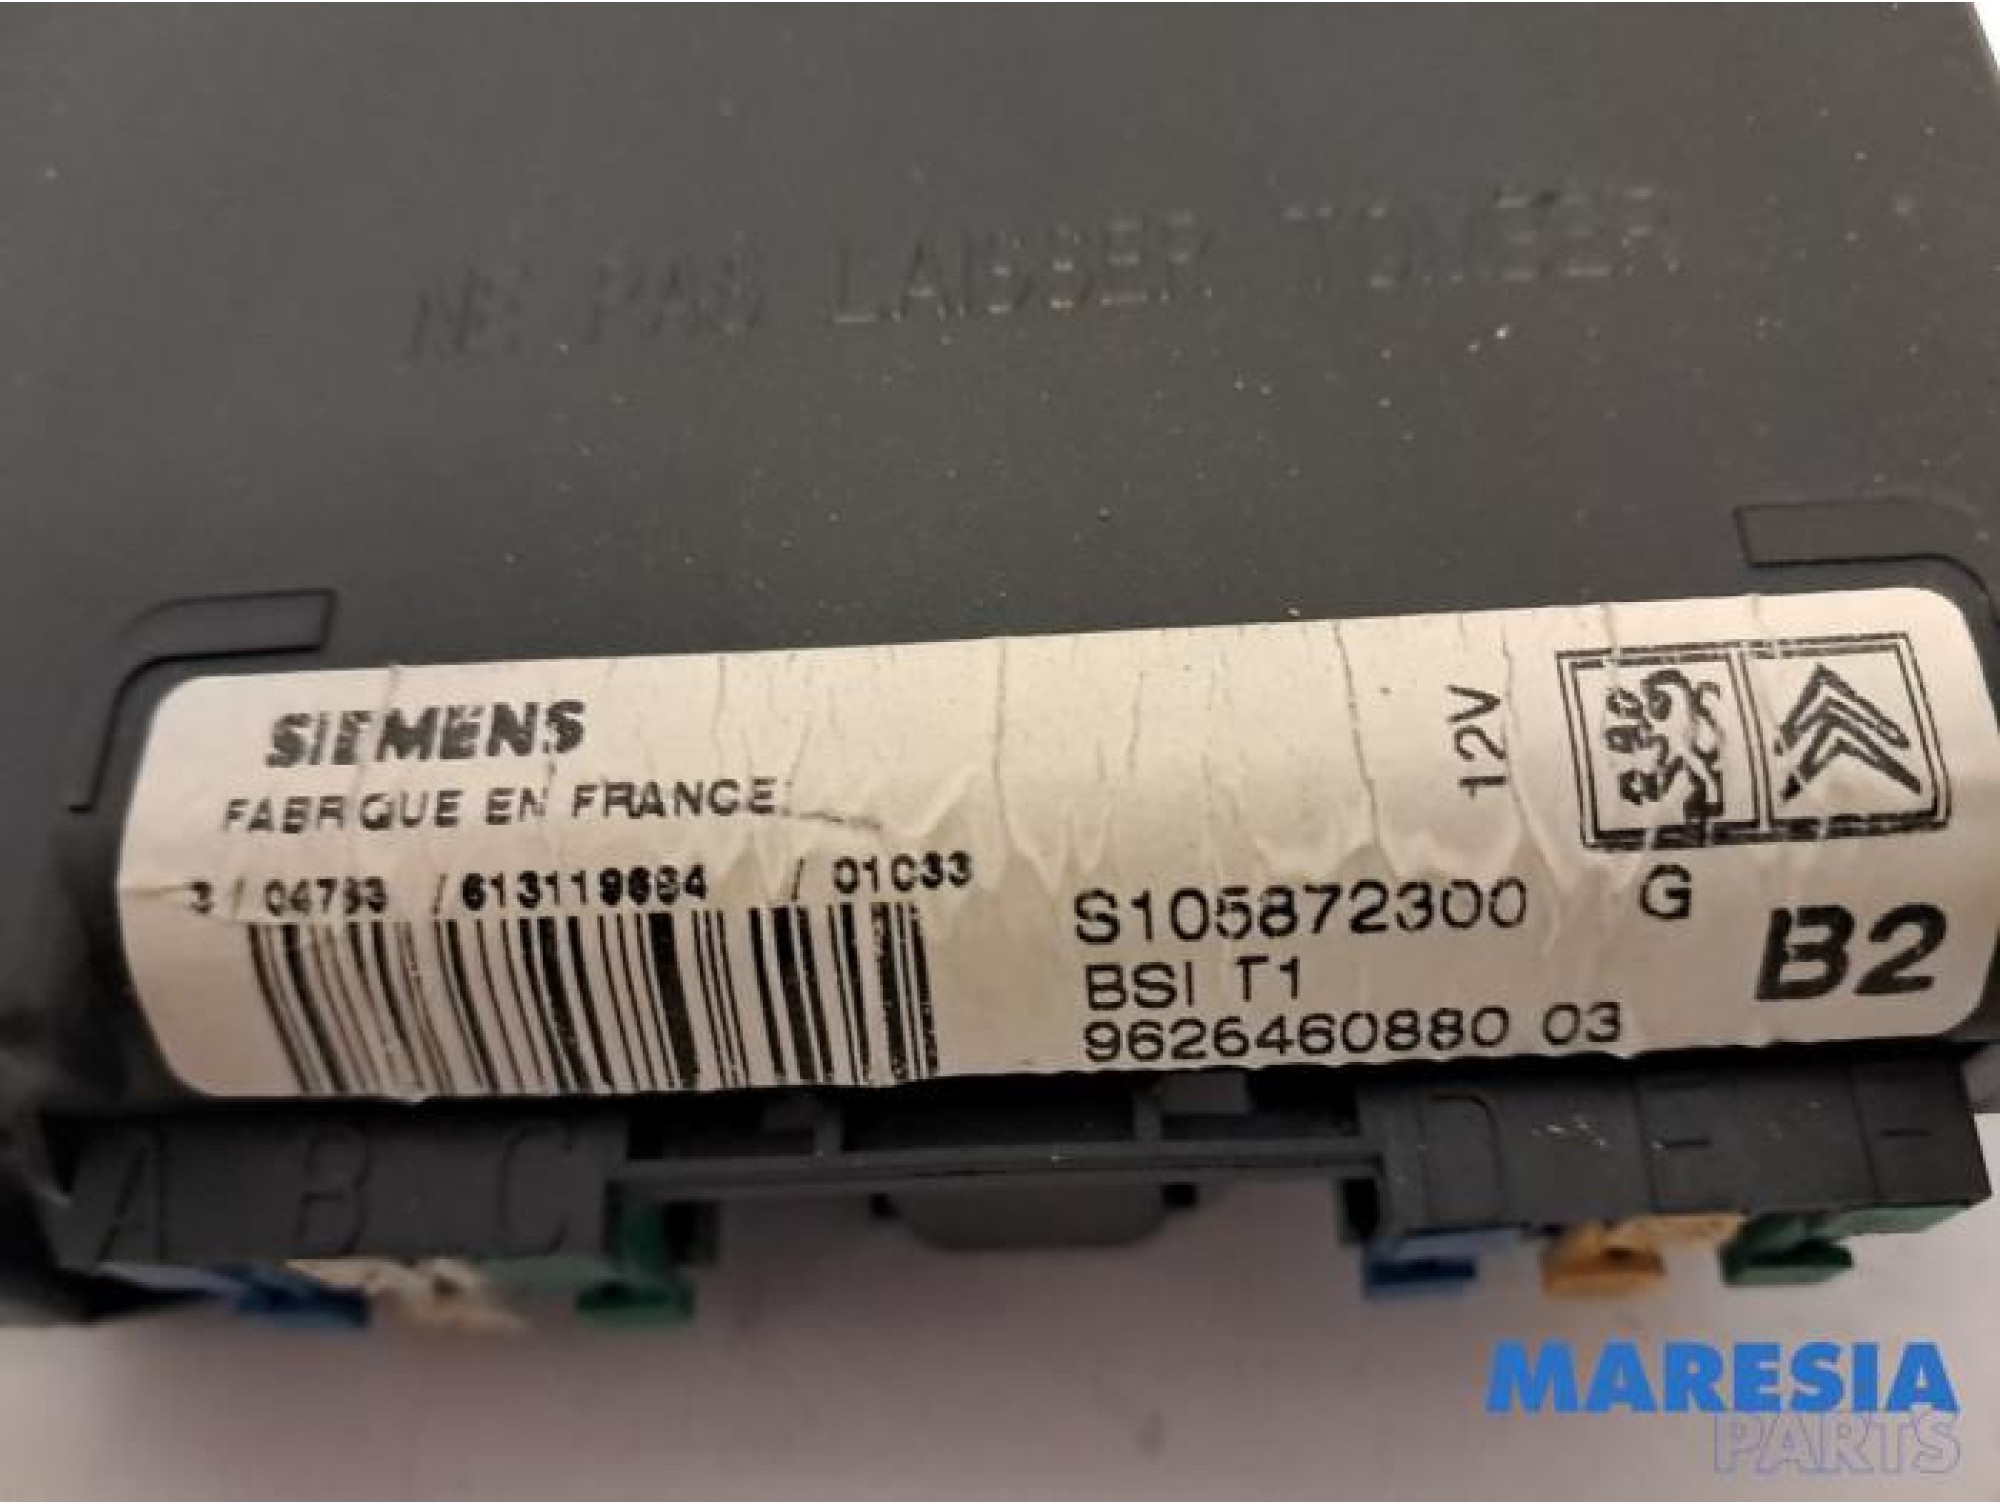 NE PAS LAISSER TOMBER
SIEMENS
FABRIQUE EN FRANCE
12V
3 / 04783 / 613119684 / 01C33
S105872300
G
BSI T1
B2
9626460880 03
A B C D
MARESIA
PARTS